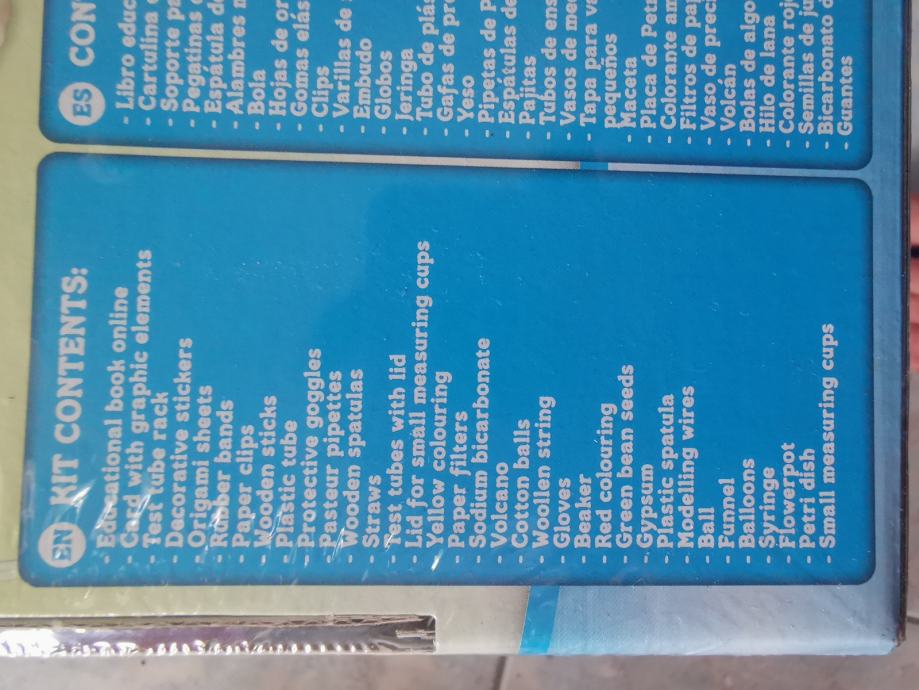 EN KIT CONTENTS:
- Educational book online
- Card with graphic elements
- Test tube rack
- Decorative stickers
- Origami sheets
- Rubber bands
- Paper clips
- Wooden sticks
- Plastic tube
- Protective goggles
- Pasteur pipettes
- Wooden spatulas
- Straws
- Test tubes with lid
- Lid for small measuring cups
- Yellow colouring
- Paper filters
- Sodium bicarbonate
- Volcano
- Cotton balls
- Woollen string
- Gloves
- Beaker
- Red colouring
- Green bean seeds
- Gypsum
- Plastic spatula
- Modelling wires
- Ball
- Funnel
- Balloons
- Syringe
- Flowerpot
- Petri dish
- Small measuring cups
ES CON
- Libro educ
- Cartulina
- Soporte
- Pegatinas
- Espátula de
- Alambres
- Bola
- Hojas de
- Gomas elás
- Clips
- Varillas de
- Embudo
- Globos
- Jeringa
- Tubo de plás
- Gafas de pro
- Yeso
- Pipetas de P
- Espátulas de
- Pajitas
- Tubos de ens
- Vasos de me
- Tapa para va
pequeños
- Maceta
- Placa de
- Colorante am
- Filtros de
- Vaso de preci
- Volcán
- Bolas de algo
- Hilo de lana
- Colorante rojo
- Semillas de ju
- Bicarbonato d
- Guantes